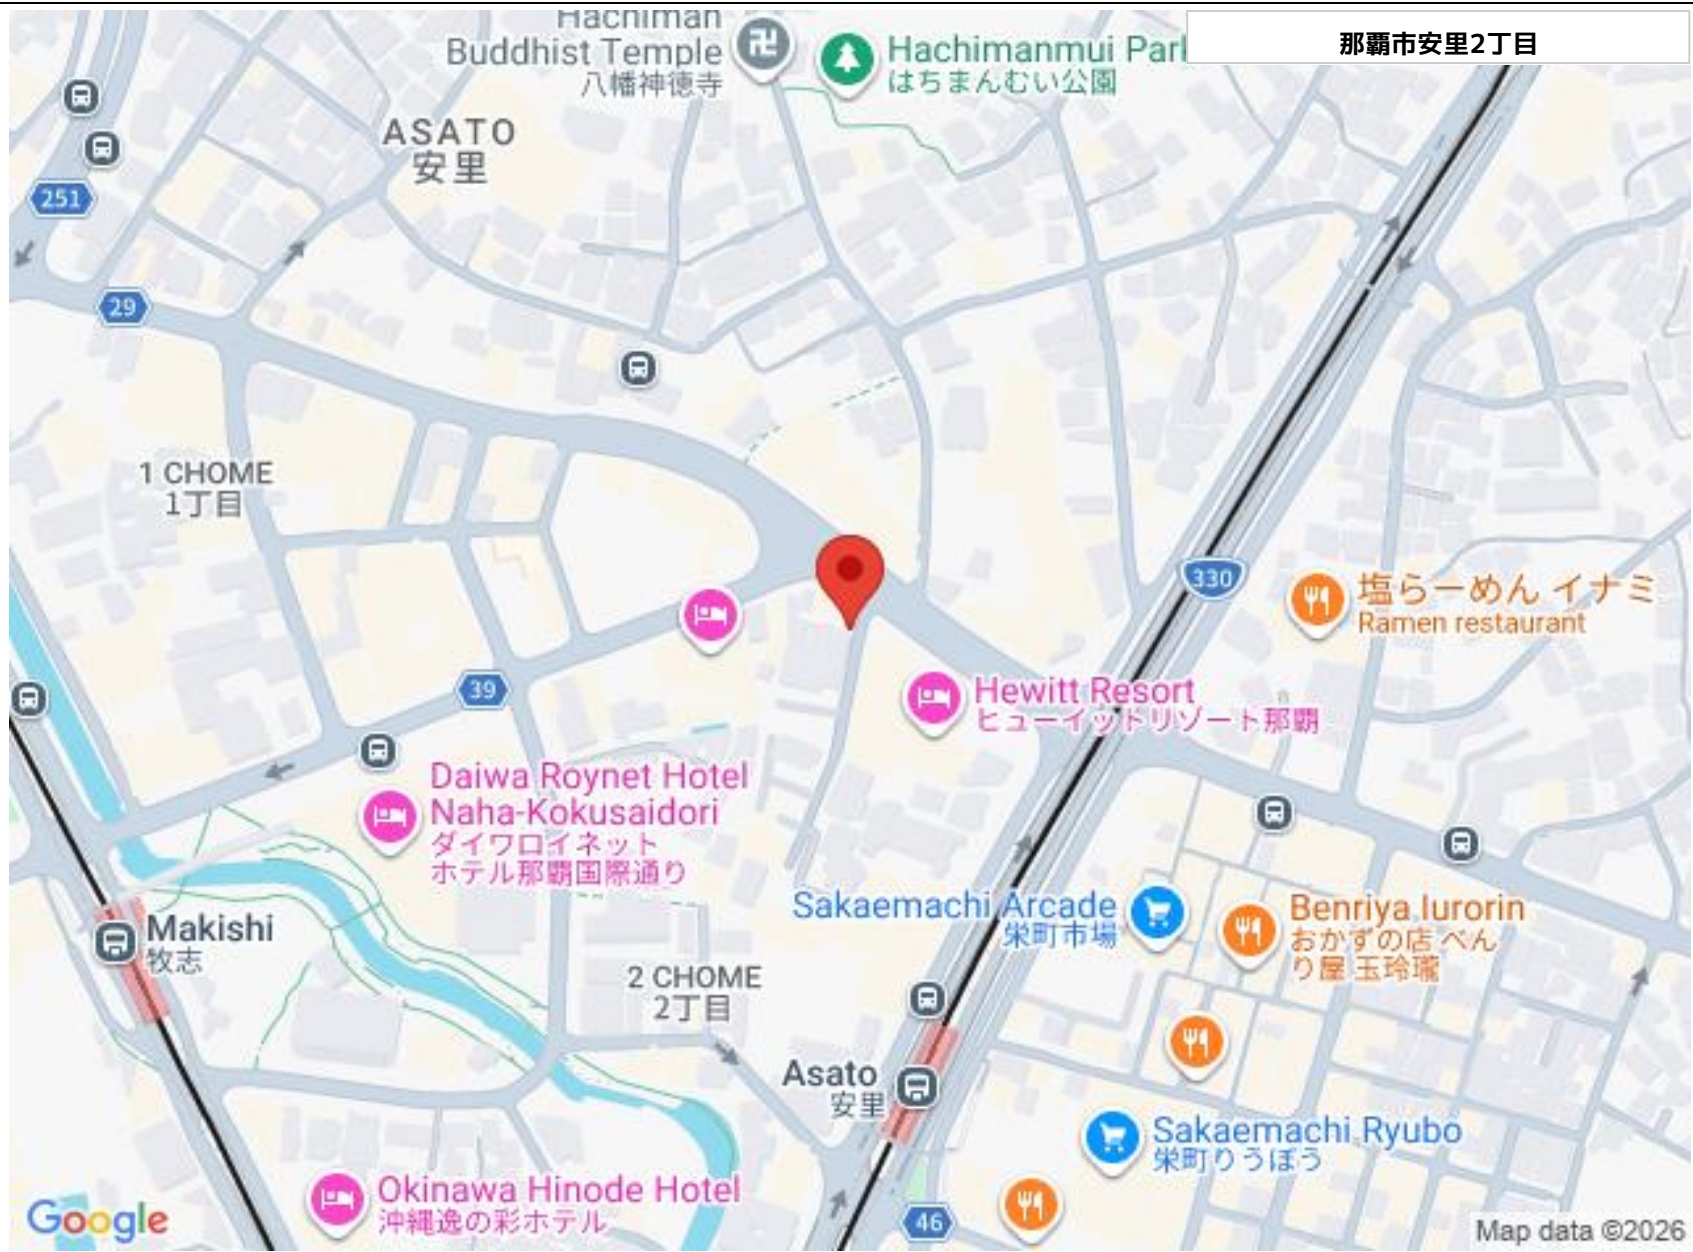 Hachiman
Buddhist Temple
八幡神徳寺
Hachimanmui Park
はちまんむい公園
那覇市安里2丁目
ASATO
安里
251
29
1 CHOME
1丁目
330
塩らーめん イナミ
Ramen restaurant
39
Hewitt Resort
ヒューイットリゾート那覇
Daiwa Roynet Hotel
Naha-Kokusaidori
ダイワロイネット
ホテル那覇国際通り
Sakaemachi Arcade
栄町市場
Benriya Iurorin
おかずの店 べん
り屋 玉玲瓏
Makishi
牧志
2 CHOME
2丁目
Asato
安里
Sakaemachi Ryubo
栄町りうぼう
Okinawa Hinode Hotel
沖縄逸の彩ホテル
46
Google
Map data ©2026